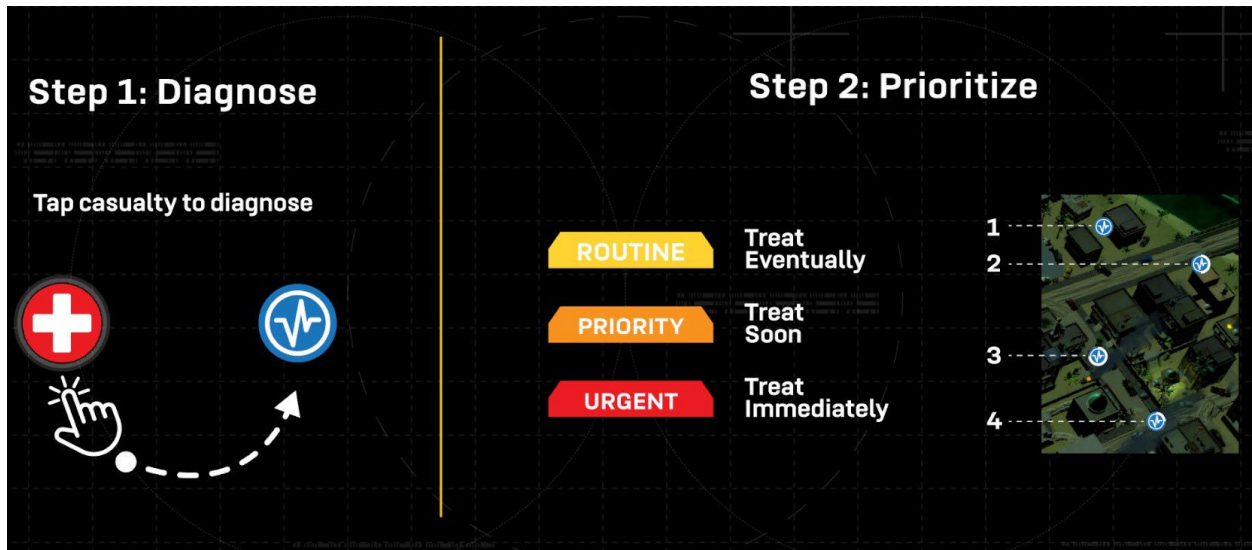 Step 1: Diagnose
Tap casualty to diagnose
Step 2: Prioritize
ROUTINE
Treat
Eventually
PRIORITY
Treat
Soon
URGENT
Treat
Immediately
1
2
3
4